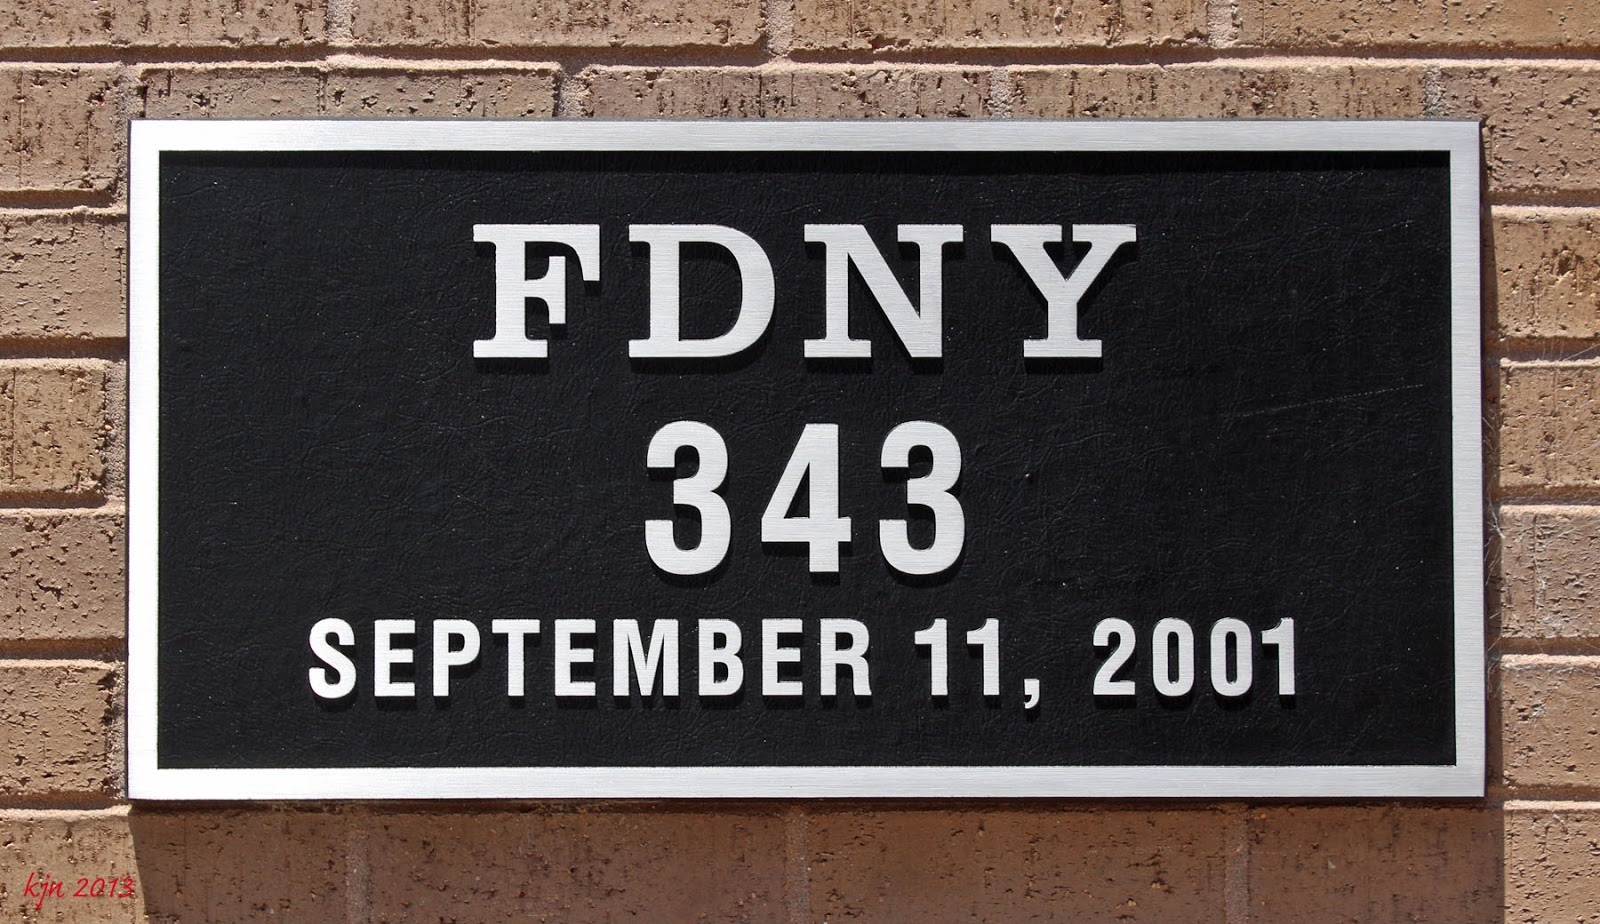 FDNY
343
SEPTEMBER 11, 2001
kjn 2013